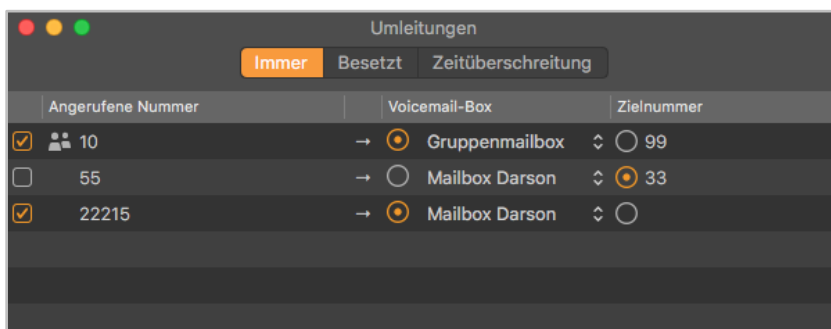 Umleitungen
Immer Besetzt Zeitüberschreitung
Angerufene Nummer Voicemail-Box Zielnummer
10 → Gruppenmailbox 99
55 → Mailbox Darson 33
22215 → Mailbox Darson